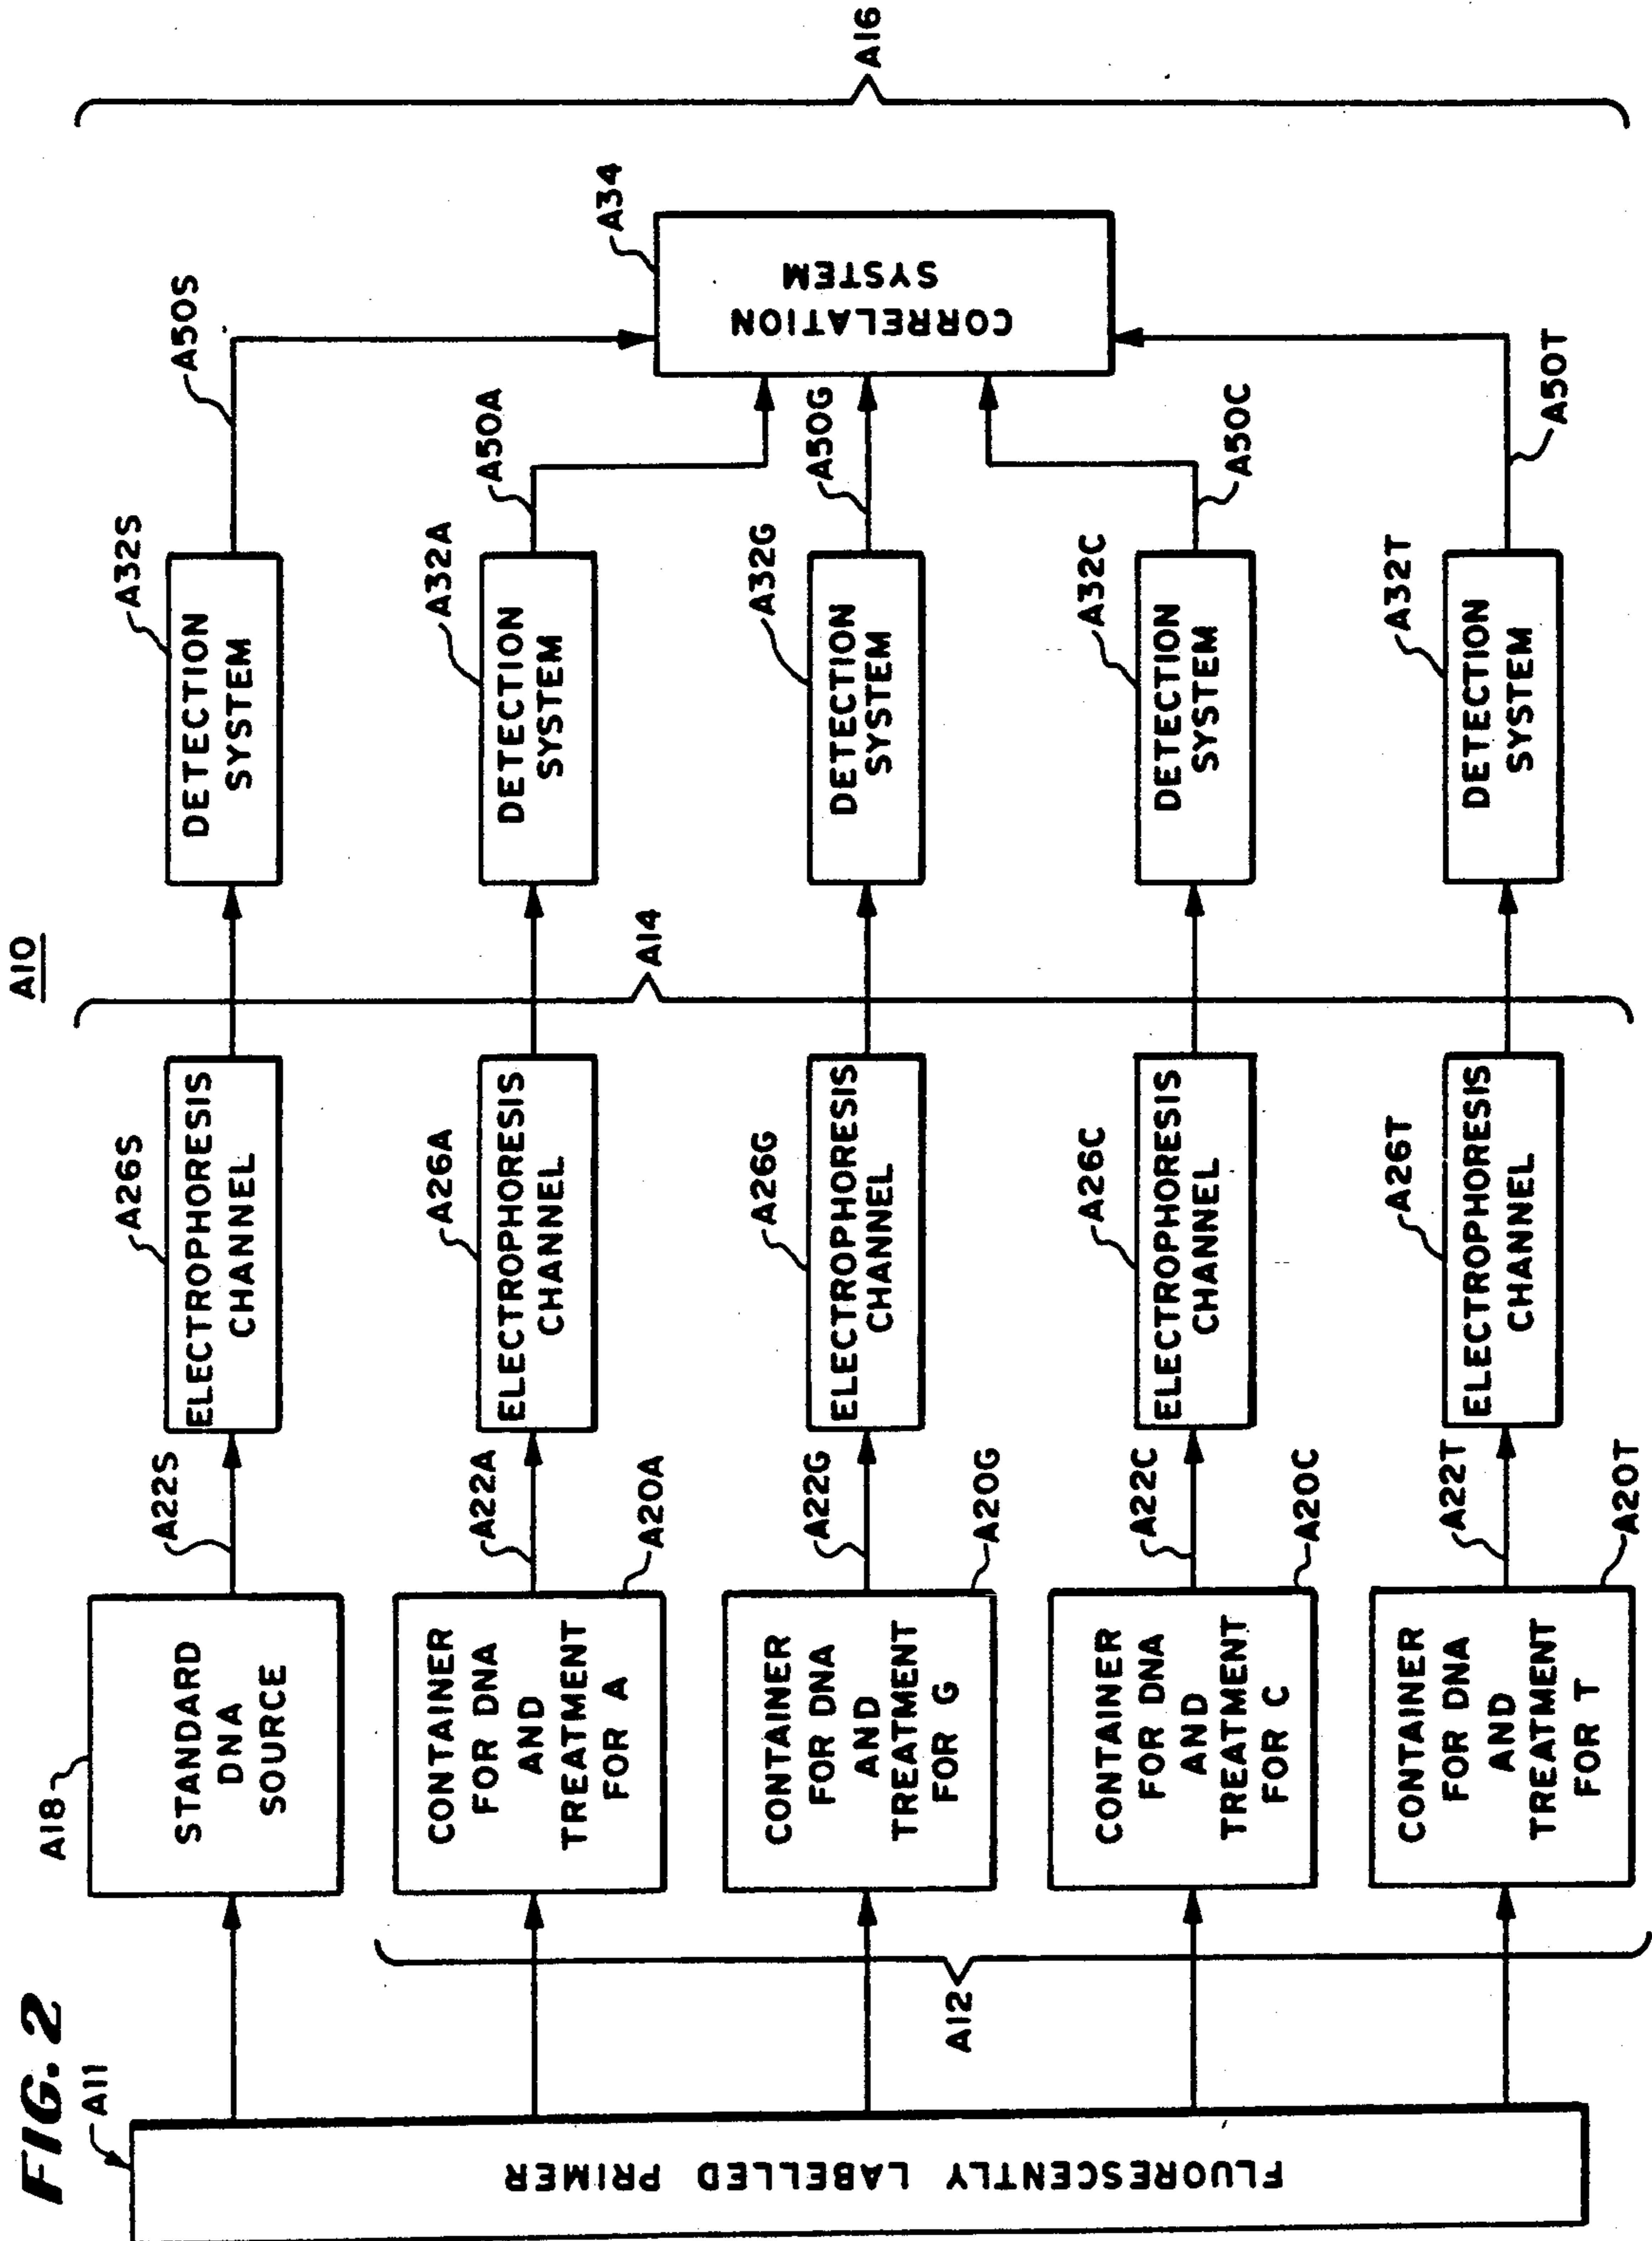 FIG. 2
A10
A11
FLUORESCENTLY LABELLED PRIMER
A12
A14
A16
A18
STANDARD
DNA
SOURCE
A22S
A26S
ELECTROPHORESIS
CHANNEL
A32S
DETECTION
SYSTEM
A50S
CONTAINER
FOR DNA
AND
TREATMENT
FOR A
A20A
A22A
A26A
ELECTROPHORESIS
CHANNEL
A32A
DETECTION
SYSTEM
A50A
CONTAINER
FOR DNA
AND
TREATMENT
FOR G
A20G
A22G
A26G
ELECTROPHORESIS
CHANNEL
A32G
DETECTION
SYSTEM
A50G
A34
CORRELATION
SYSTEM
CONTAINER
FOR DNA
AND
TREATMENT
FOR C
A20C
A22C
A26C
ELECTROPHORESIS
CHANNEL
A32C
DETECTION
SYSTEM
A50C
CONTAINER
FOR DNA
AND
TREATMENT
FOR T
A20T
A22T
A26T
ELECTROPHORESIS
CHANNEL
A32T
DETECTION
SYSTEM
A50T